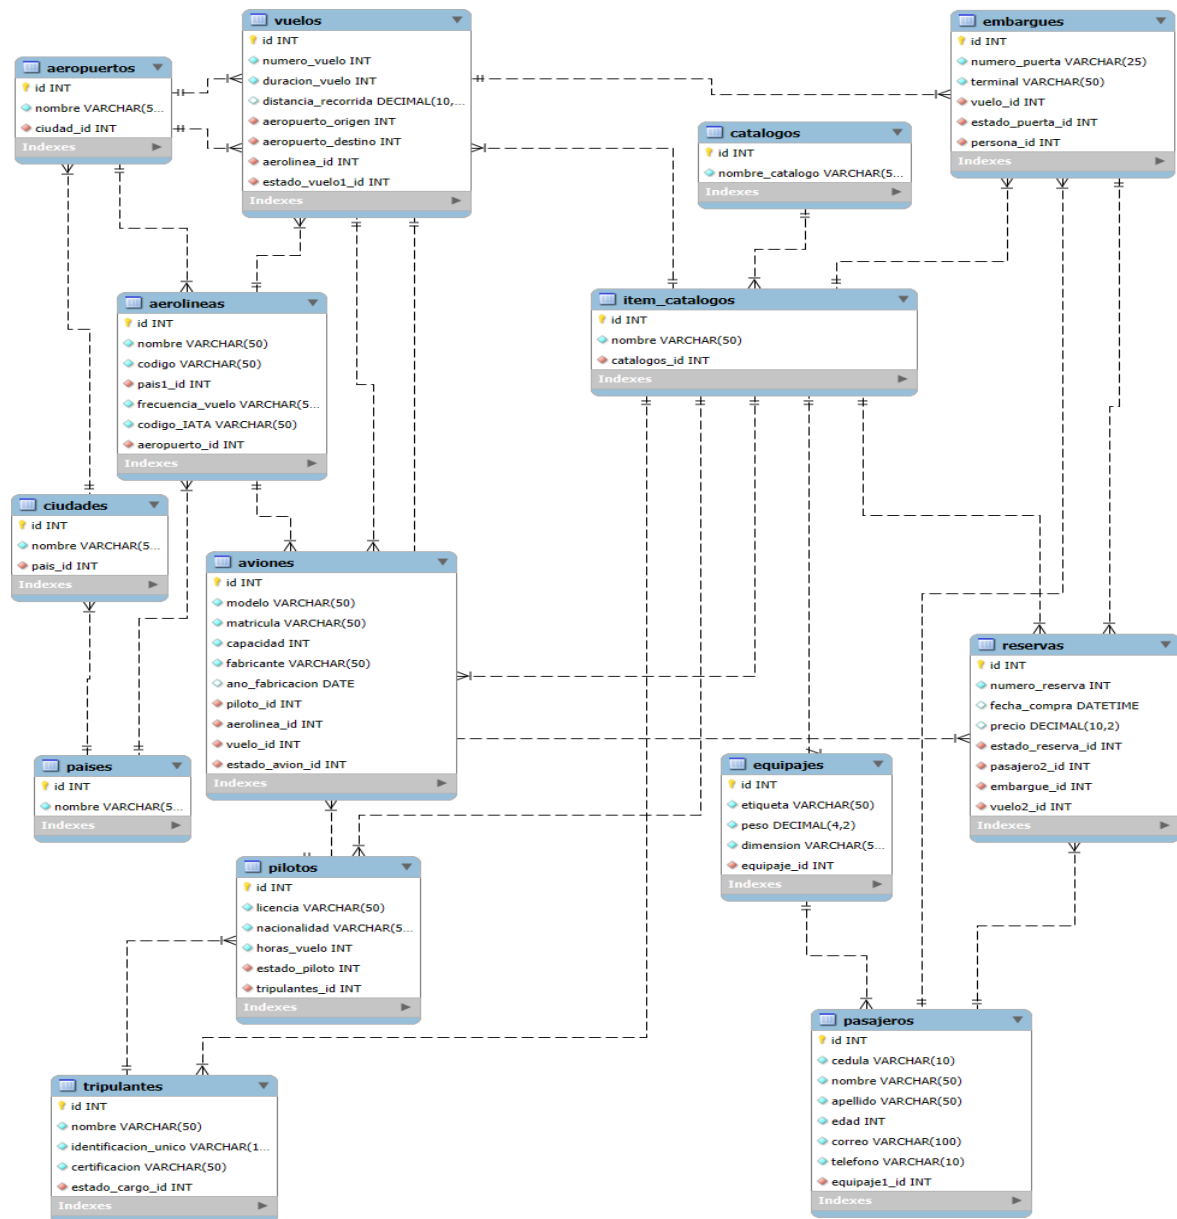 vuelos
id INT
numero_vuelo INT
duracion_vuelo INT
distancia_recorrida DECIMAL(10,...
aeropuerto_origen INT
aeropuerto_destino INT
aerolinea_id INT
estado_vuelo1_id INT
Indexes
embargues
id INT
numero_puerta VARCHAR(25)
terminal VARCHAR(50)
vuelo_id INT
estado_puerta_id INT
persona_id INT
Indexes
aeropuertos
id INT
nombre VARCHAR(5...
ciudad_id INT
Indexes
catalogos
id INT
nombre_catalogo VARCHAR(5...
Indexes
aerolineas
id INT
nombre VARCHAR(50)
codigo VARCHAR(50)
pais1_id INT
frecuencia_vuelo VARCHAR(5...
codigo_IATA VARCHAR(50)
aeropuerto_id INT
Indexes
item_catalogos
id INT
nombre VARCHAR(50)
catalogos_id INT
Indexes
ciudades
id INT
nombre VARCHAR(5...
pais_id INT
Indexes
aviones
id INT
modelo VARCHAR(50)
matricula VARCHAR(50)
capacidad INT
fabricante VARCHAR(50)
ano_fabricacion DATE
piloto_id INT
aerolinea_id INT
vuelo_id INT
estado_avion_id INT
Indexes
reservas
id INT
numero_reserva INT
fecha_compra DATETIME
precio DECIMAL(10,2)
estado_reserva_id INT
pasajero2_id INT
embargue_id INT
vuelo2_id INT
Indexes
paises
id INT
nombre VARCHAR(5...
Indexes
equipajes
id INT
etiqueta VARCHAR(50)
peso DECIMAL(4,2)
dimension VARCHAR(5...
equipaje_id INT
Indexes
pilotos
id INT
licencia VARCHAR(50)
nacionalidad VARCHAR(5...
horas_vuelo INT
estado_piloto INT
tripulantes_id INT
Indexes
pasajeros
id INT
cedula VARCHAR(10)
nombre VARCHAR(50)
apellido VARCHAR(50)
edad INT
correo VARCHAR(100)
telefono VARCHAR(10)
equipaje1_id INT
Indexes
tripulantes
id INT
nombre VARCHAR(50)
identificacion_unico VARCHAR(1...
certificacion VARCHAR(50)
estado_cargo_id INT
Indexes